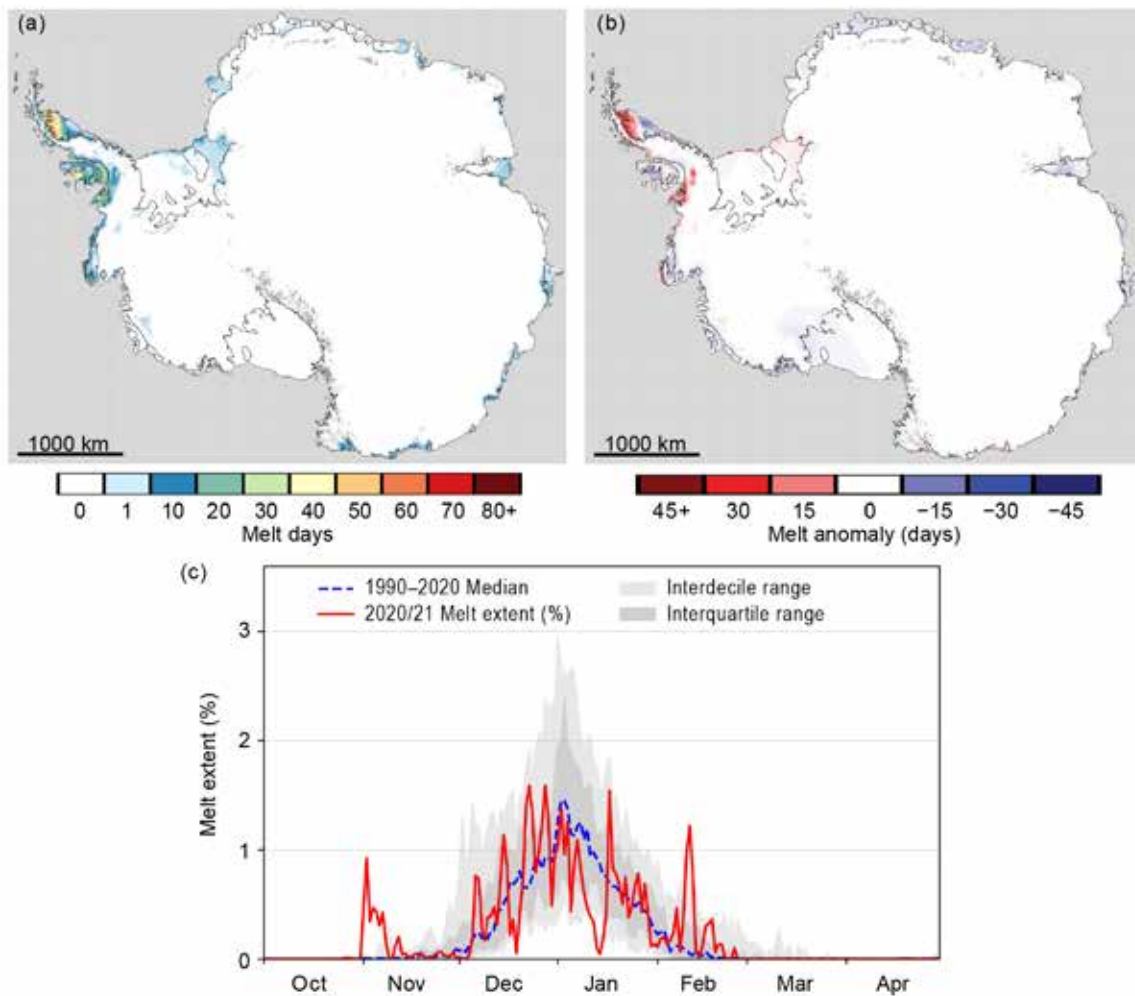 (a)
(b)
1000 km
1000 km
0 1 10 20 30 40 50 60 70 80+
Melt days
45+ 30 15 0 −15 −30 −45
Melt anomaly (days)
(c)
1990–2020 Median
Interdecile range
2020/21 Melt extent (%)
Interquartile range
3
2
1
0
Melt extent (%)
Oct Nov Dec Jan Feb Mar Apr